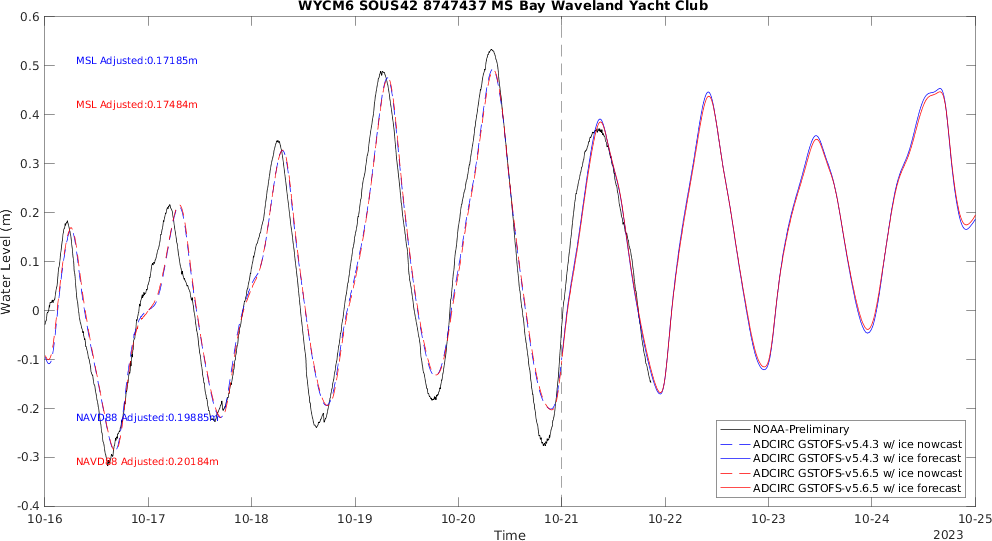 WYCM6 SOUS42 8747437 MS Bay Waveland Yacht Club
Water Level (m)
0.6
0.5
0.4
0.3
0.2
0.1
0
-0.1
-0.2
-0.3
-0.4
MSL Adjusted:0.17185m
MSL Adjusted:0.17484m
NAVD88 Adjusted:0.19885m
NAVD88 Adjusted:0.20184m
NOAA-Preliminary
ADCIRC GSTOFS-v5.4.3 w/ ice nowcast
ADCIRC GSTOFS-v5.4.3 w/ ice forecast
ADCIRC GSTOFS-v5.6.5 w/ ice nowcast
ADCIRC GSTOFS-v5.6.5 w/ ice forecast
10-16 10-17 10-18 10-19 10-20 10-21 10-22 10-23 10-24 10-25
Time
2023